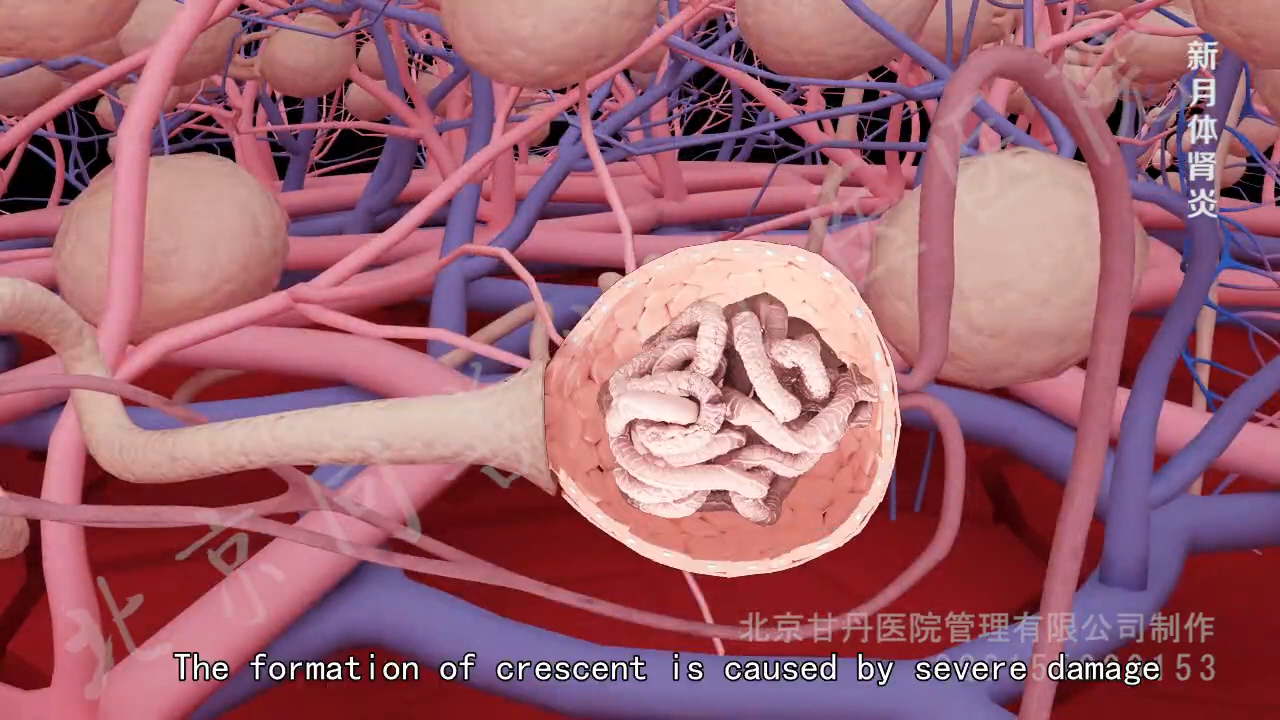 新月体肾炎
北京甘丹医院管理有限公司制作
The formation of crescent is caused by severe damage